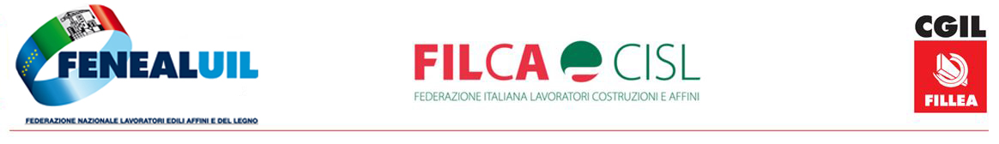 FENEALUIL
FEDERAZIONE NAZIONALE LAVORATORI EDILI AFFINI E DEL LEGNO
FILCA CISL
FEDERAZIONE ITALIANA LAVORATORI COSTRUZIONI E AFFINI
CGIL
FILLEA